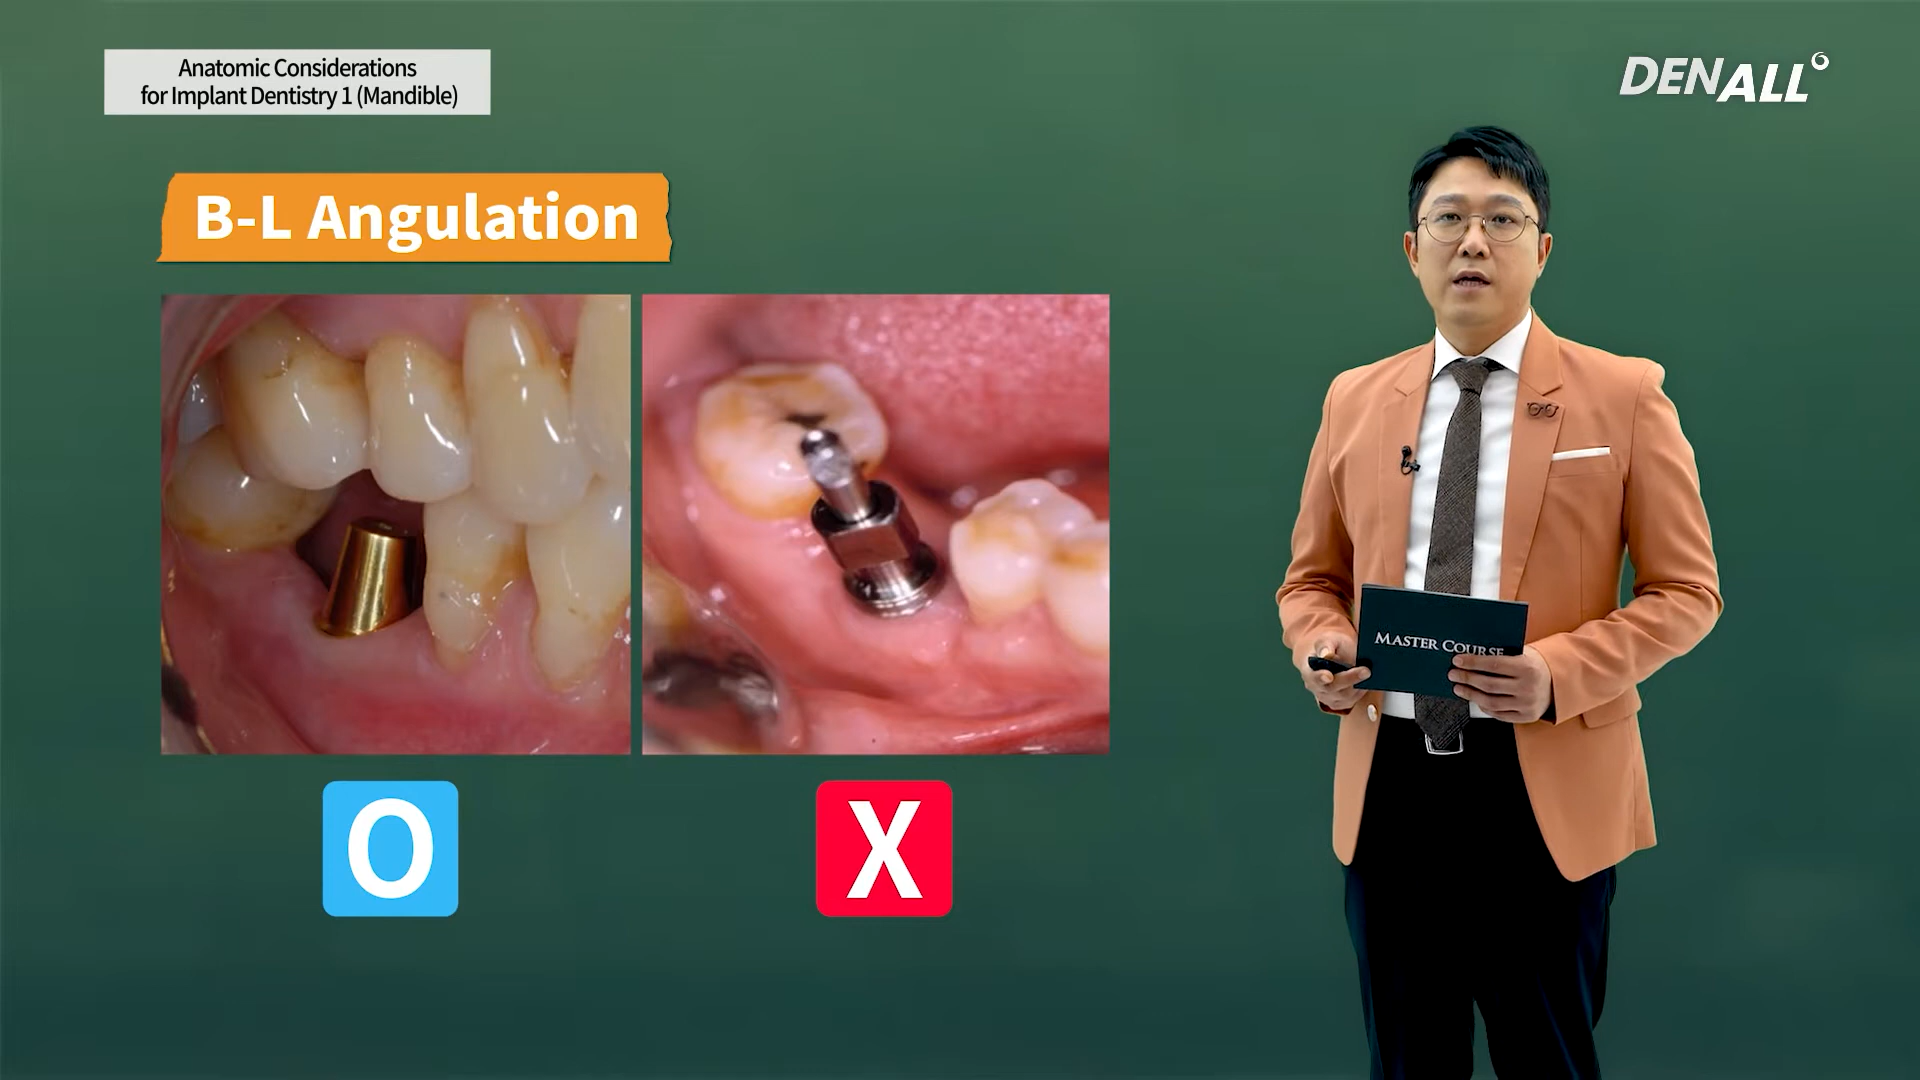 Anatomic Considerations
for Implant Dentistry 1 (Mandible)
DENALL
B-L Angulation
MASTER COURSE
O
X